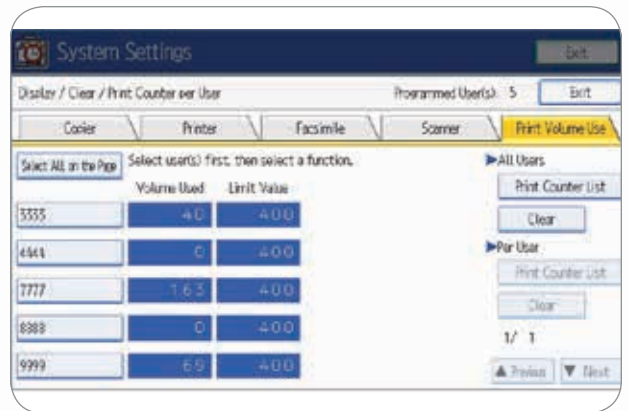 System Settings
Exit
Display / Clear / Print Counter per User
Programmed User(s): 5
Exit
Copier
Printer
Facsimile
Scanner
Print Volume Use
Select All on the Page
Select user(s) first, then select a function.
Volume Used
Limit Value
3333
40
400
4444
0
400
7777
163
400
8888
0
400
9999
69
400
All Users
Print Counter List
Clear
Per User
Print Counter List
Clear
1/ 1
Previous
Next